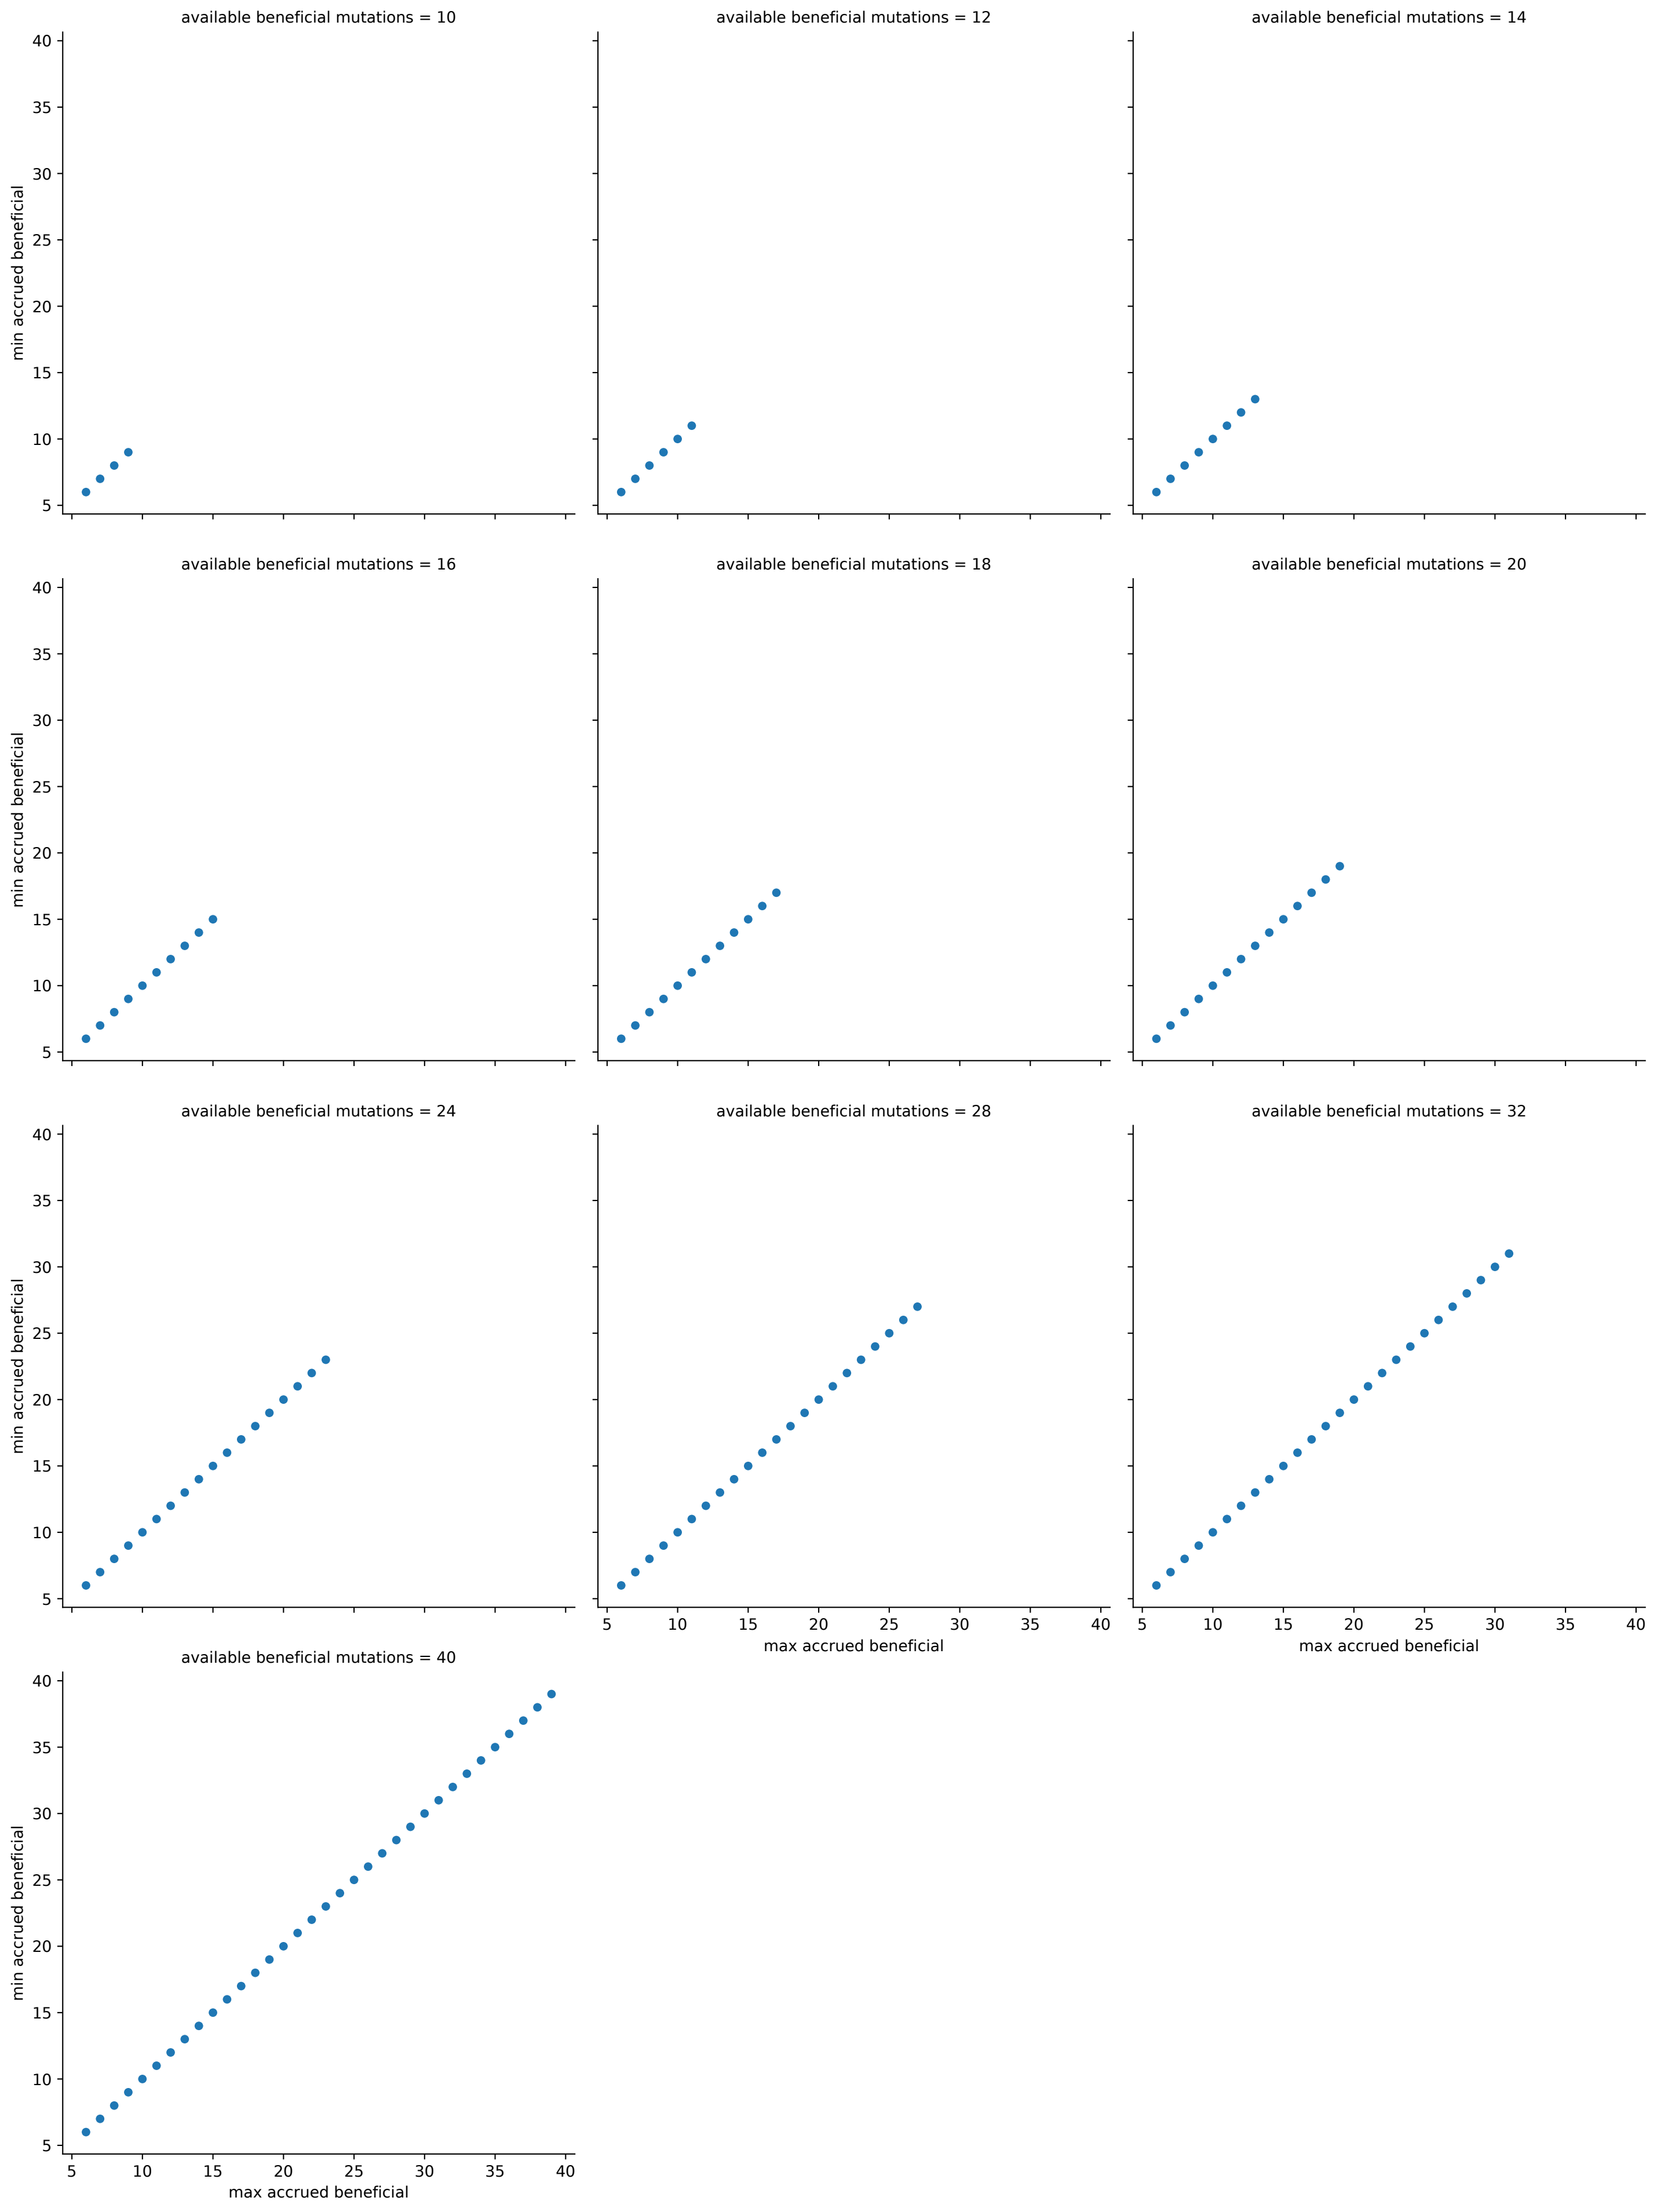 available beneficial mutations = 10
available beneficial mutations = 12
available beneficial mutations = 14
40
35
30
25
20
15
10
5
min accrued beneficial
available beneficial mutations = 16
available beneficial mutations = 18
available beneficial mutations = 20
40
35
30
25
20
15
10
5
min accrued beneficial
available beneficial mutations = 24
available beneficial mutations = 28
available beneficial mutations = 32
40
35
30
25
20
15
10
5
min accrued beneficial
5 10 15 20 25 30 35 40
max accrued beneficial
5 10 15 20 25 30 35 40
max accrued beneficial
available beneficial mutations = 40
40
35
30
25
20
15
10
5
min accrued beneficial
5 10 15 20 25 30 35 40
max accrued beneficial